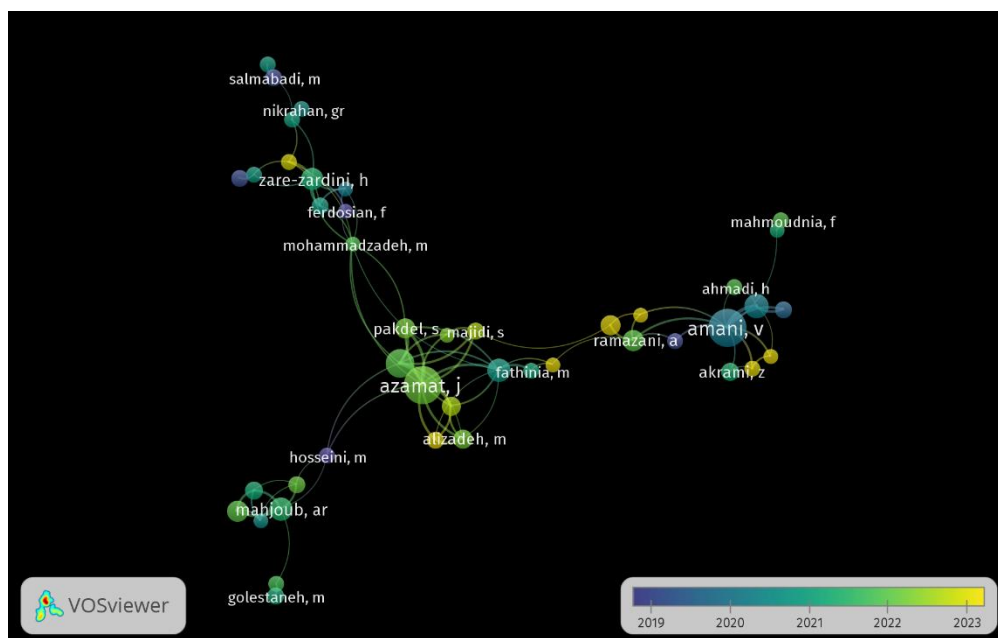 salmabadi, m
nikrahan, gr
zare-zardini, h
ferdosian, f
mahmoudnia, f
mohammadzadeh, m
ahmadi, h
pakdel, s
majidi, s
amani, v
ramazani, a
fathinia, m
akrami, z
azamat, j
alizadeh, m
hosseini, m
mahjoub, ar
golestaneh, m
VOSviewer
2019 2020 2021 2022 2023